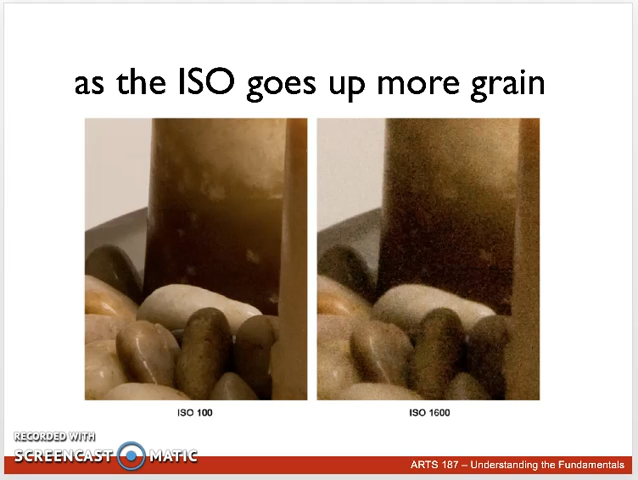 as the ISO goes up more grain
ISO 100
ISO 1600
RECORDED WITH
SCREENCAST MATIC
ARTS 187 – Understanding the Fundamentals